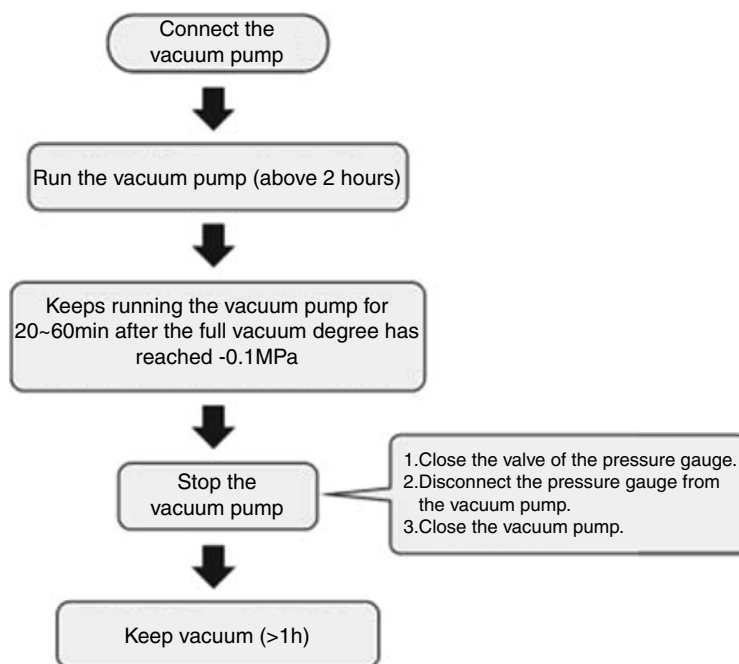 Connect the
vacuum pump
Run the vacuum pump (above 2 hours)
Keeps running the vacuum pump for
20~60min after the full vacuum degree has
reached -0.1MPa
Stop the
vacuum pump
1.Close the valve of the pressure gauge.
2.Disconnect the pressure gauge from
the vacuum pump.
3.Close the vacuum pump.
Keep vacuum (>1h)